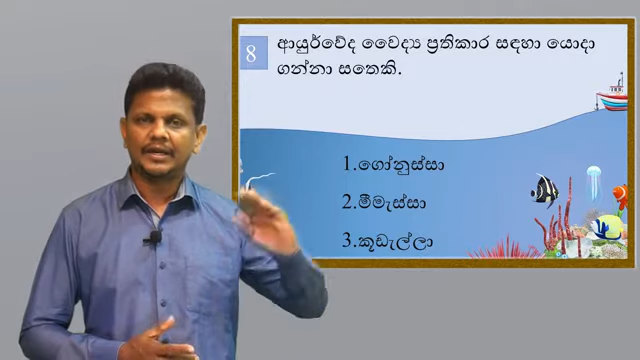 8
ආයුර්වේද වෛද්‍ය ප්‍රතිකාර සඳහා යොදා
ගන්නා සතෙකි.
1.ගෝනුස්සා
2.මීමැස්සා
3.කූඩැල්ලා